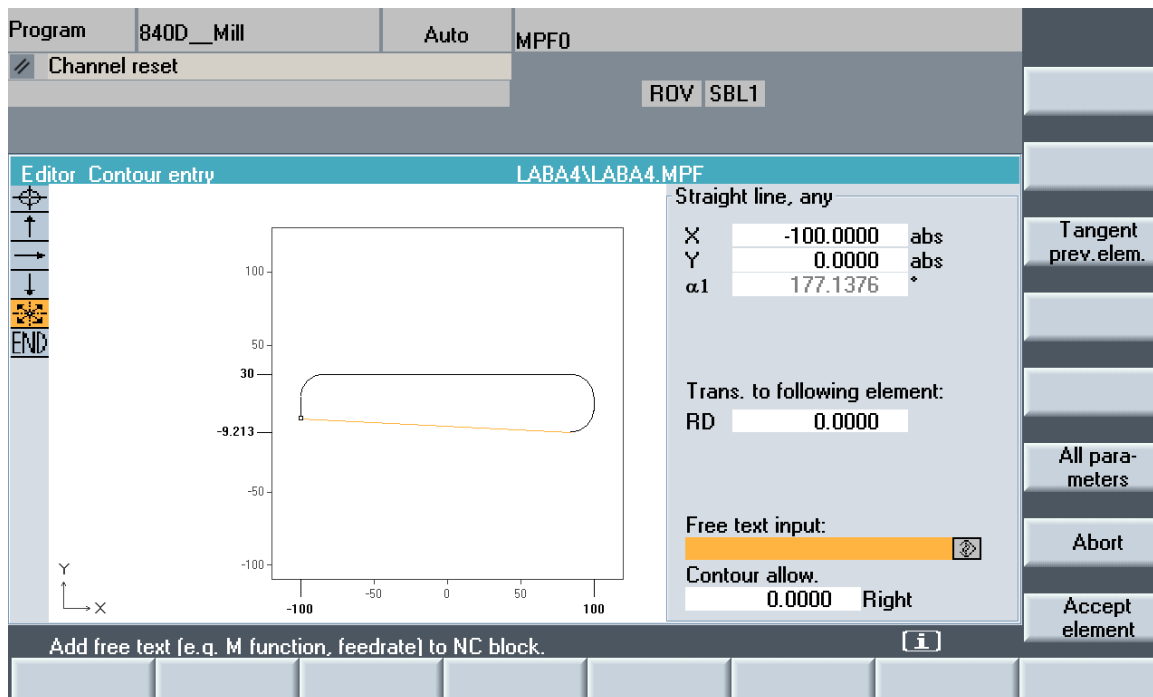 Program 840D__Mill Auto MPF0
// Channel reset
ROV SBL1
Editor Contour entry LABA4\LABA4.MPF
END
100
50
30
-9.213
-50
-100
-100
-50
0
50
100
Y
X
Straight line, any
X -100.0000 abs
Y 0.0000 abs
α1 177.1376 °
Trans. to following element:
RD 0.0000
Free text input:
Contour allow.
0.0000 Right
Tangent
prev.elem.
All para-
meters
Abort
Accept
element
Add free text (e.g. M function, feedrate) to NC block.
i